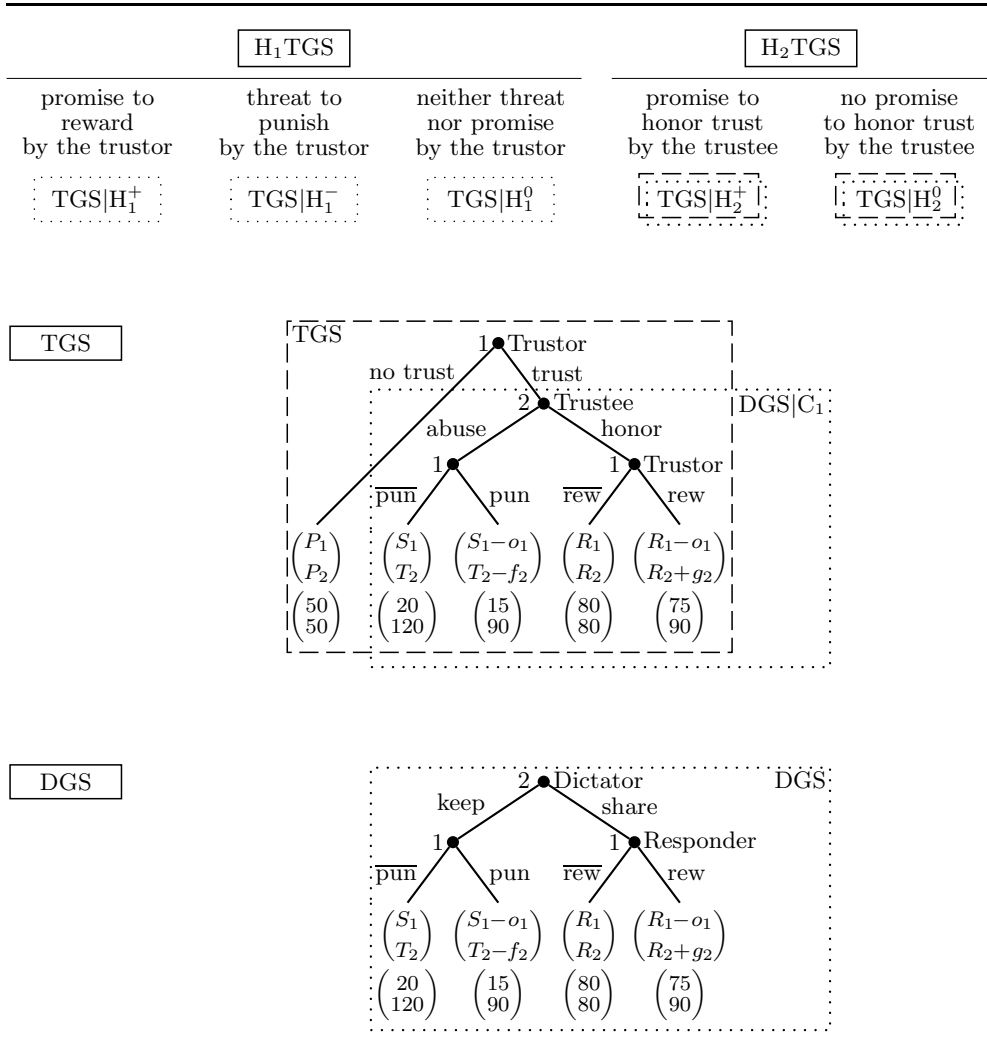 H₁TGS H₂TGS
promise to threat to neither threat promise to no promise
reward punish nor promise honor trust to honor trust
by the trustor by the trustor by the trustor by the trustee by the trustee
TGS|H₁⁺ TGS|H₁⁻ TGS|H₁⁰ TGS|H₂⁺ TGS|H₂⁰
TGS TGS 1 Trustor
no trust trust
2 Trustee DGS|C₁
abuse honor
1 1 Trustor
p̅u̅n̅ pun r̅e̅w̅ rew
(P₁) (S₁) (S₁−o₁) (R₁) (R₁−o₁)
(P₂) (T₂) (T₂−f₂) (R₂) (R₂+g₂)
(50) (20) (15) (80) (75)
(50) (120) (90) (80) (90)
DGS 2 Dictator DGS
keep share
1 1 Responder
p̅u̅n̅ pun r̅e̅w̅ rew
(S₁) (S₁−o₁) (R₁) (R₁−o₁)
(T₂) (T₂−f₂) (R₂) (R₂+g₂)
(20) (15) (80) (75)
(120) (90) (80) (90)